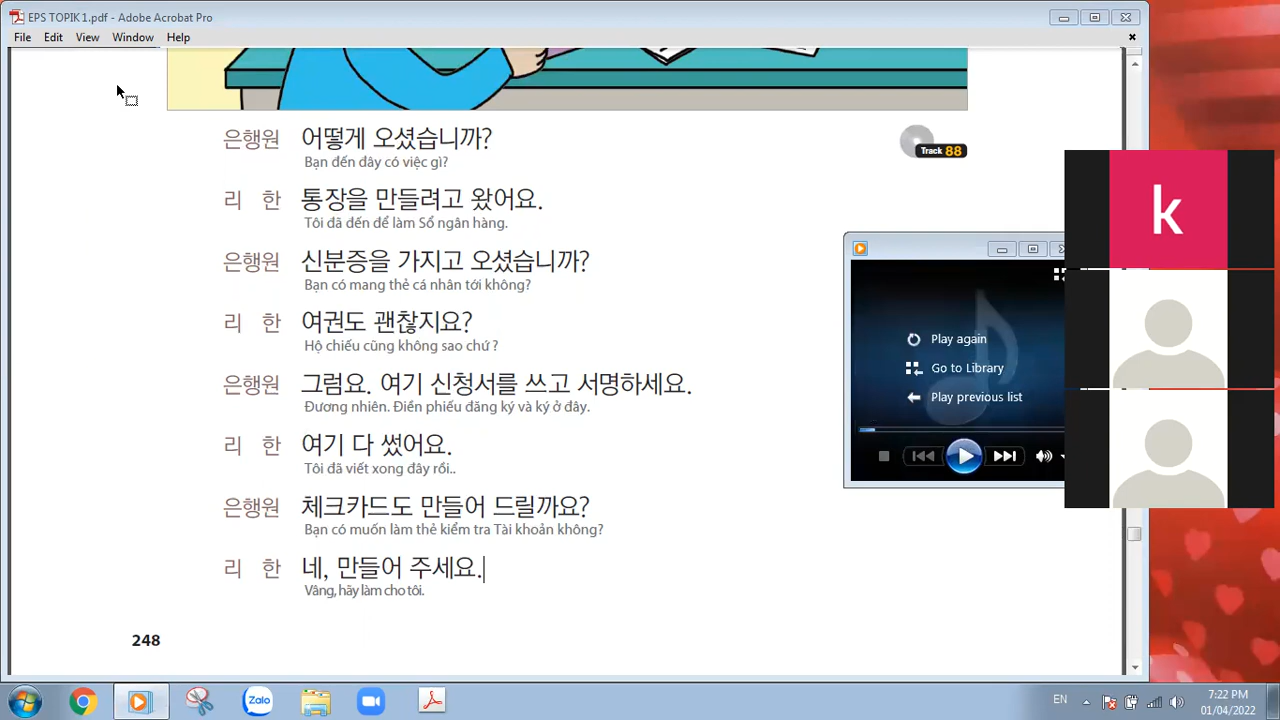 EPS TOPIK 1.pdf - Adobe Acrobat Pro
File Edit View Window Help
은행원 어떻게 오셨습니까?
Bạn đến đây có việc gì?
Track 88
리 한 통장을 만들려고 왔어요.
Tôi đã đến để làm Sổ ngân hàng.
은행원 신분증을 가지고 오셨습니까?
Bạn có mang thẻ cá nhân tới không?
리 한 여권도 괜찮지요?
Hộ chiếu cũng không sao chứ ?
은행원 그럼요. 여기 신청서를 쓰고 서명하세요.
Đương nhiên. Điền phiếu đăng ký và ký ở đây.
리 한 여기 다 썼어요.
Tôi đã viết xong đây rồi..
은행원 체크카드도 만들어 드릴까요?
Bạn có muốn làm thẻ kiểm tra Tài khoản không?
리 한 네, 만들어 주세요.
Vâng, hãy làm cho tôi.
248
Play again
Go to Library
Play previous list
k
Zalo
EN
7:22 PM
01/04/2022